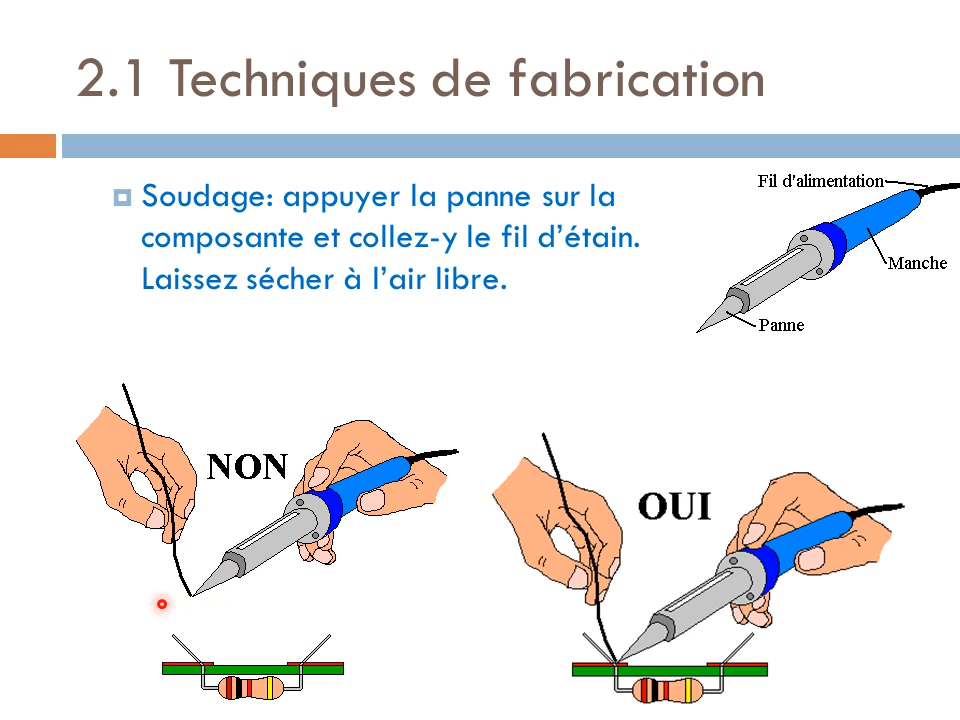 2.1 Techniques de fabrication
Soudage: appuyer la panne sur la
composante et collez-y le fil d’étain.
Laissez sécher à l’air libre.
Fil d'alimentation
Manche
Panne
NON
OUI